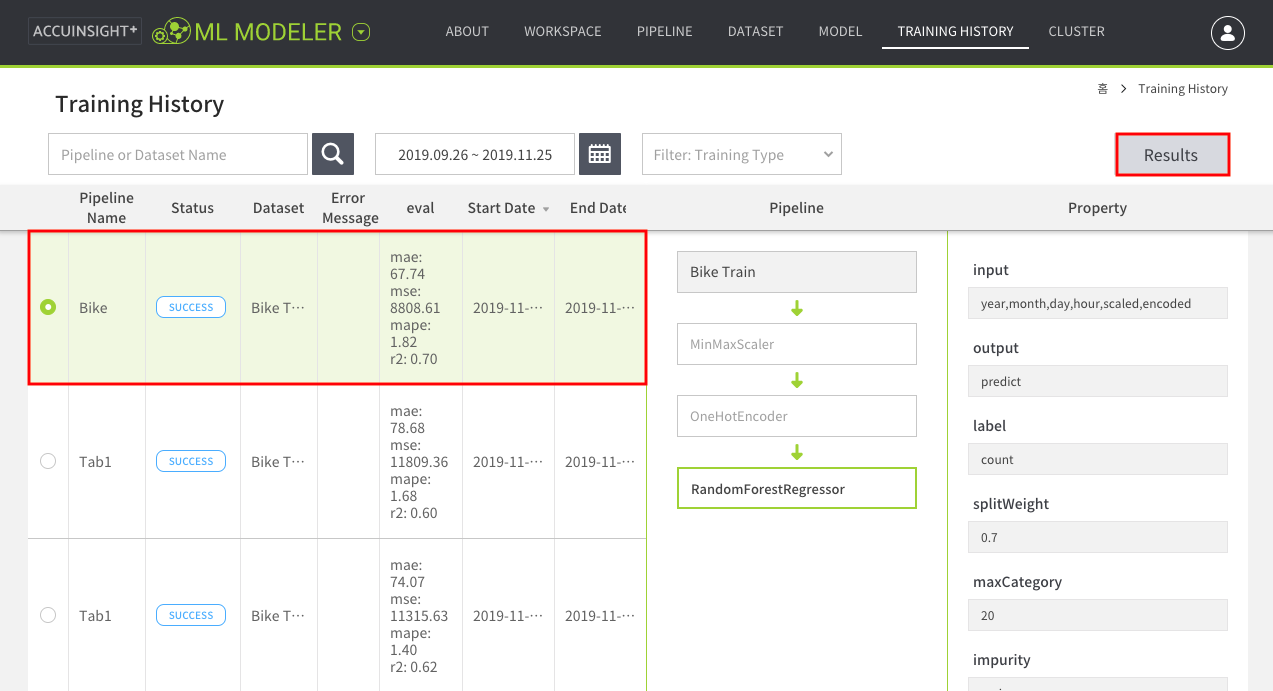 ACCUINSIGHT+
ML MODELER
ABOUT
WORKSPACE
PIPELINE
DATASET
MODEL
TRAINING HISTORY
CLUSTER
홈 > Training History
Training History
Pipeline or Dataset Name
2019.09.26 ~ 2019.11.25
Filter: Training Type
Results
Pipeline
Name
Status
Dataset
Error
Message
eval
Start Date
End Date
Pipeline
Property
Bike
SUCCESS
Bike T···
mae:
67.74
mse:
8808.61
mape:
1.82
r2: 0.70
2019-11-···
2019-11-···
Tab1
SUCCESS
Bike T···
mae:
78.68
mse:
11809.36
mape:
1.68
r2: 0.60
2019-11-···
2019-11-···
Tab1
SUCCESS
Bike T···
mae:
74.07
mse:
11315.63
mape:
1.40
r2: 0.62
2019-11-···
2019-11-···
Bike Train
MinMaxScaler
OneHotEncoder
RandomForestRegressor
input
year,month,day,hour,scaled,encoded
output
predict
label
count
splitWeight
0.7
maxCategory
20
impurity